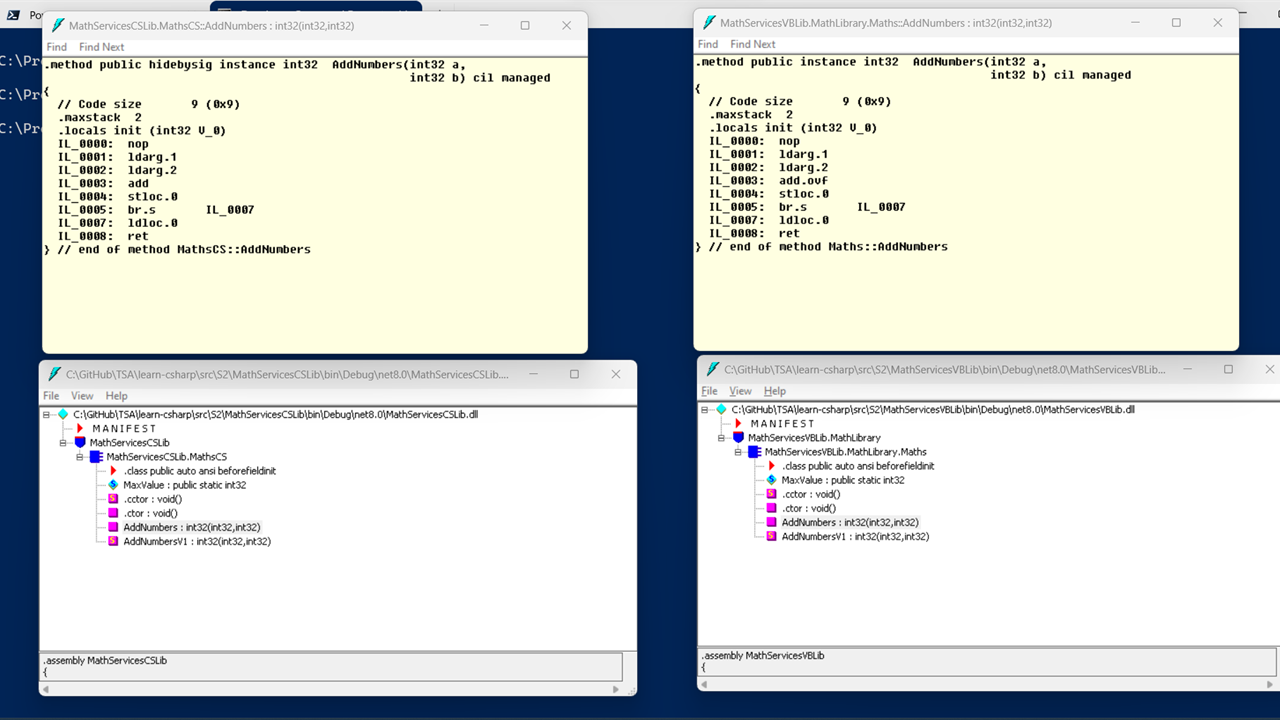 Po
C:\Pr
C:\Pr
C:\Pr
MathServicesCSLib.MathsCS::AddNumbers : int32(int32,int32)
Find Find Next
.method public hidebysig instance int32  AddNumbers(int32 a,
int32 b) cil managed
{
// Code size       9 (0x9)
.maxstack  2
.locals init (int32 V_0)
IL_0000:  nop
IL_0001:  ldarg.1
IL_0002:  ldarg.2
IL_0003:  add
IL_0004:  stloc.0
IL_0005:  br.s       IL_0007
IL_0007:  ldloc.0
IL_0008:  ret
} // end of method MathsCS::AddNumbers
MathServicesVBLib.MathLibrary.Maths::AddNumbers : int32(int32,int32)
Find Find Next
.method public instance int32  AddNumbers(int32 a,
int32 b) cil managed
{
// Code size       9 (0x9)
.maxstack  2
.locals init (int32 V_0)
IL_0000:  nop
IL_0001:  ldarg.1
IL_0002:  ldarg.2
IL_0003:  add.ovf
IL_0004:  stloc.0
IL_0005:  br.s       IL_0007
IL_0007:  ldloc.0
IL_0008:  ret
} // end of method Maths::AddNumbers
C:\GitHub\TSA\learn-csharp\src\S2\MathServicesCSLib\bin\Debug\net8.0\MathServicesCSLib....
File View Help
C:\GitHub\TSA\learn-csharp\src\S2\MathServicesCSLib\bin\Debug\net8.0\MathServicesCSLib.dll
MANIFEST
MathServicesCSLib
MathServicesCSLib.MathsCS
.class public auto ansi beforefieldinit
MaxValue : public static int32
.cctor : void()
.ctor : void()
AddNumbers : int32(int32,int32)
AddNumbersV1 : int32(int32,int32)
.assembly MathServicesCSLib
{
C:\GitHub\TSA\learn-csharp\src\S2\MathServicesVBLib\bin\Debug\net8.0\MathServicesVBLib...
File View Help
C:\GitHub\TSA\learn-csharp\src\S2\MathServicesVBLib\bin\Debug\net8.0\MathServicesVBLib.dll
MANIFEST
MathServicesVBLib.MathLibrary
MathServicesVBLib.MathLibrary.Maths
.class public auto ansi beforefieldinit
MaxValue : public static int32
.cctor : void()
.ctor : void()
AddNumbers : int32(int32,int32)
AddNumbersV1 : int32(int32,int32)
.assembly MathServicesVBLib
{